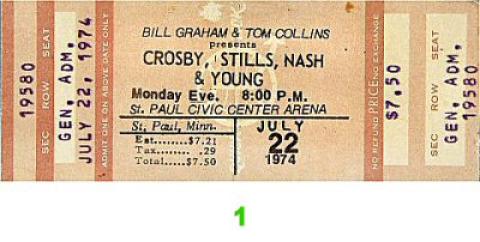 19580
SEC ROW SEAT
GEN, ADM,
JULY 22, 1974
ADMIT ONE ON ABOVE DATE ONLY
BILL GRAHAM & TOM COLLINS
presents
CROSBY, STILLS, NASH
& YOUNG
Monday Eve. 8:00 P.M.
St. PAUL CIVIC CENTER ARENA
St, Paul, Minn.
Est........$7.21
Tax........ .29
Total.....$7.50
JULY
22
1974
NO REFUND PRICE NO EXCHANGE
$7,50
SEC ROW SEAT
GEN, ADM,
19580
1